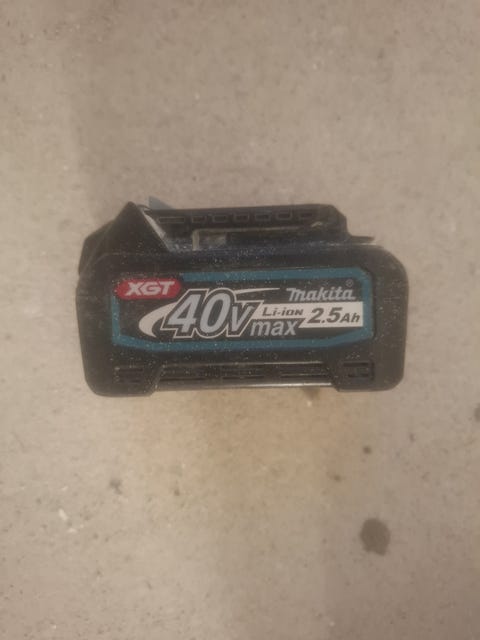 XGT
makita®
40v max
Li-ion 2.5Ah